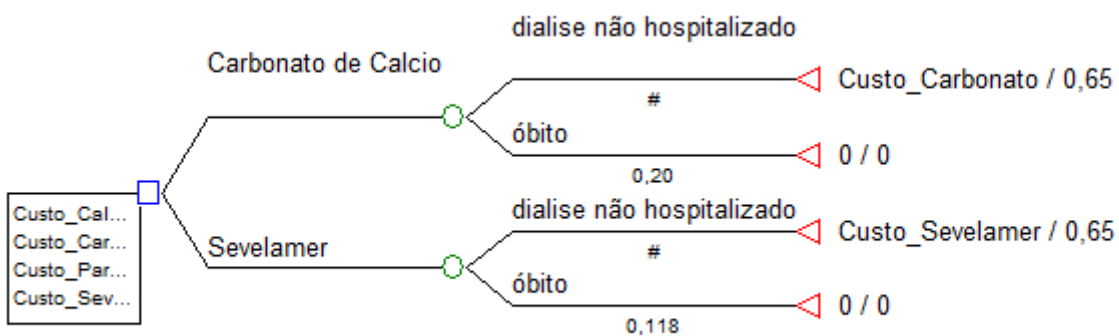 dialise não hospitalizado
Carbonato de Calcio
Custo_Carbonato / 0,65
#
óbito
0 / 0
0,20
dialise não hospitalizado
Custo_Cal...
Custo_Car...
Custo_Par...
Custo_Sev...
Sevelamer
Custo_Sevelamer / 0,65
#
óbito
0 / 0
0,118